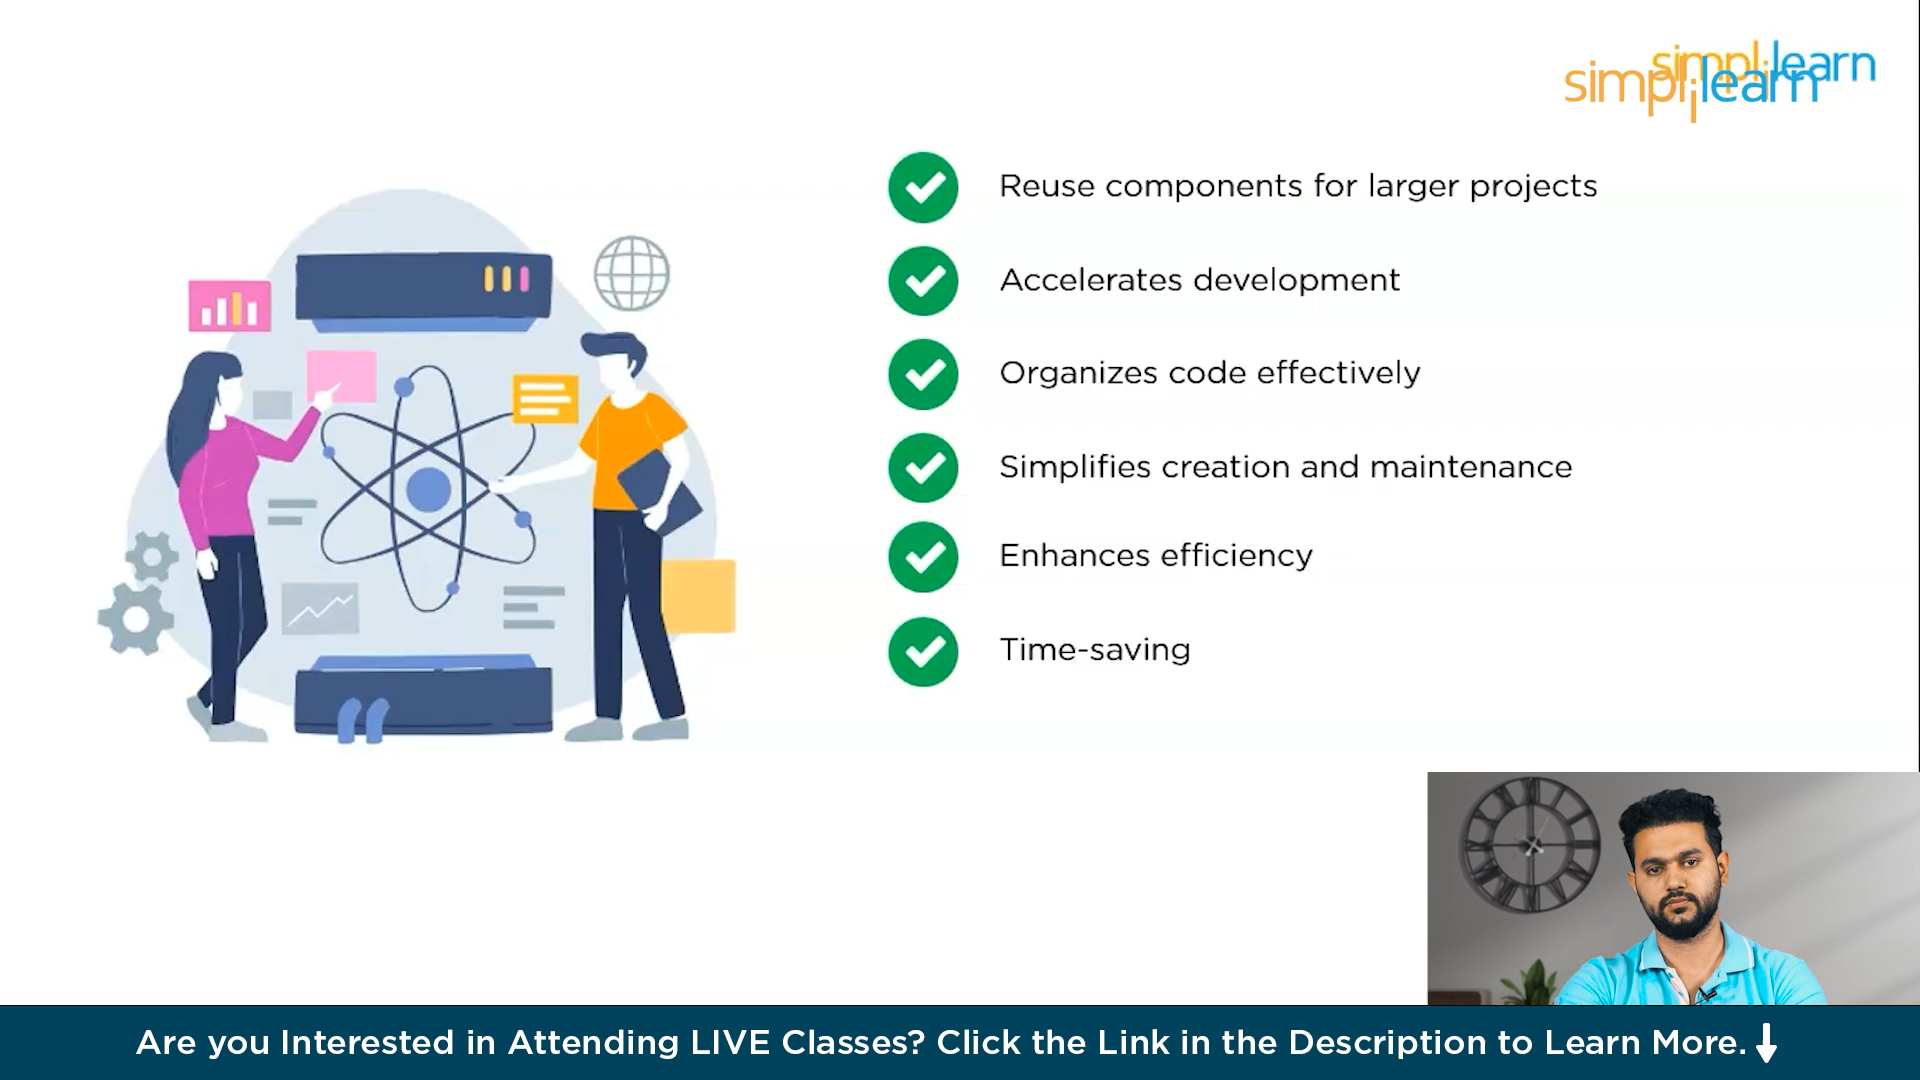 simplilearn
simplilearn
Reuse components for larger projects
Accelerates development
Organizes code effectively
Simplifies creation and maintenance
Enhances efficiency
Time-saving
Are you Interested in Attending LIVE Classes? Click the Link in the Description to Learn More.